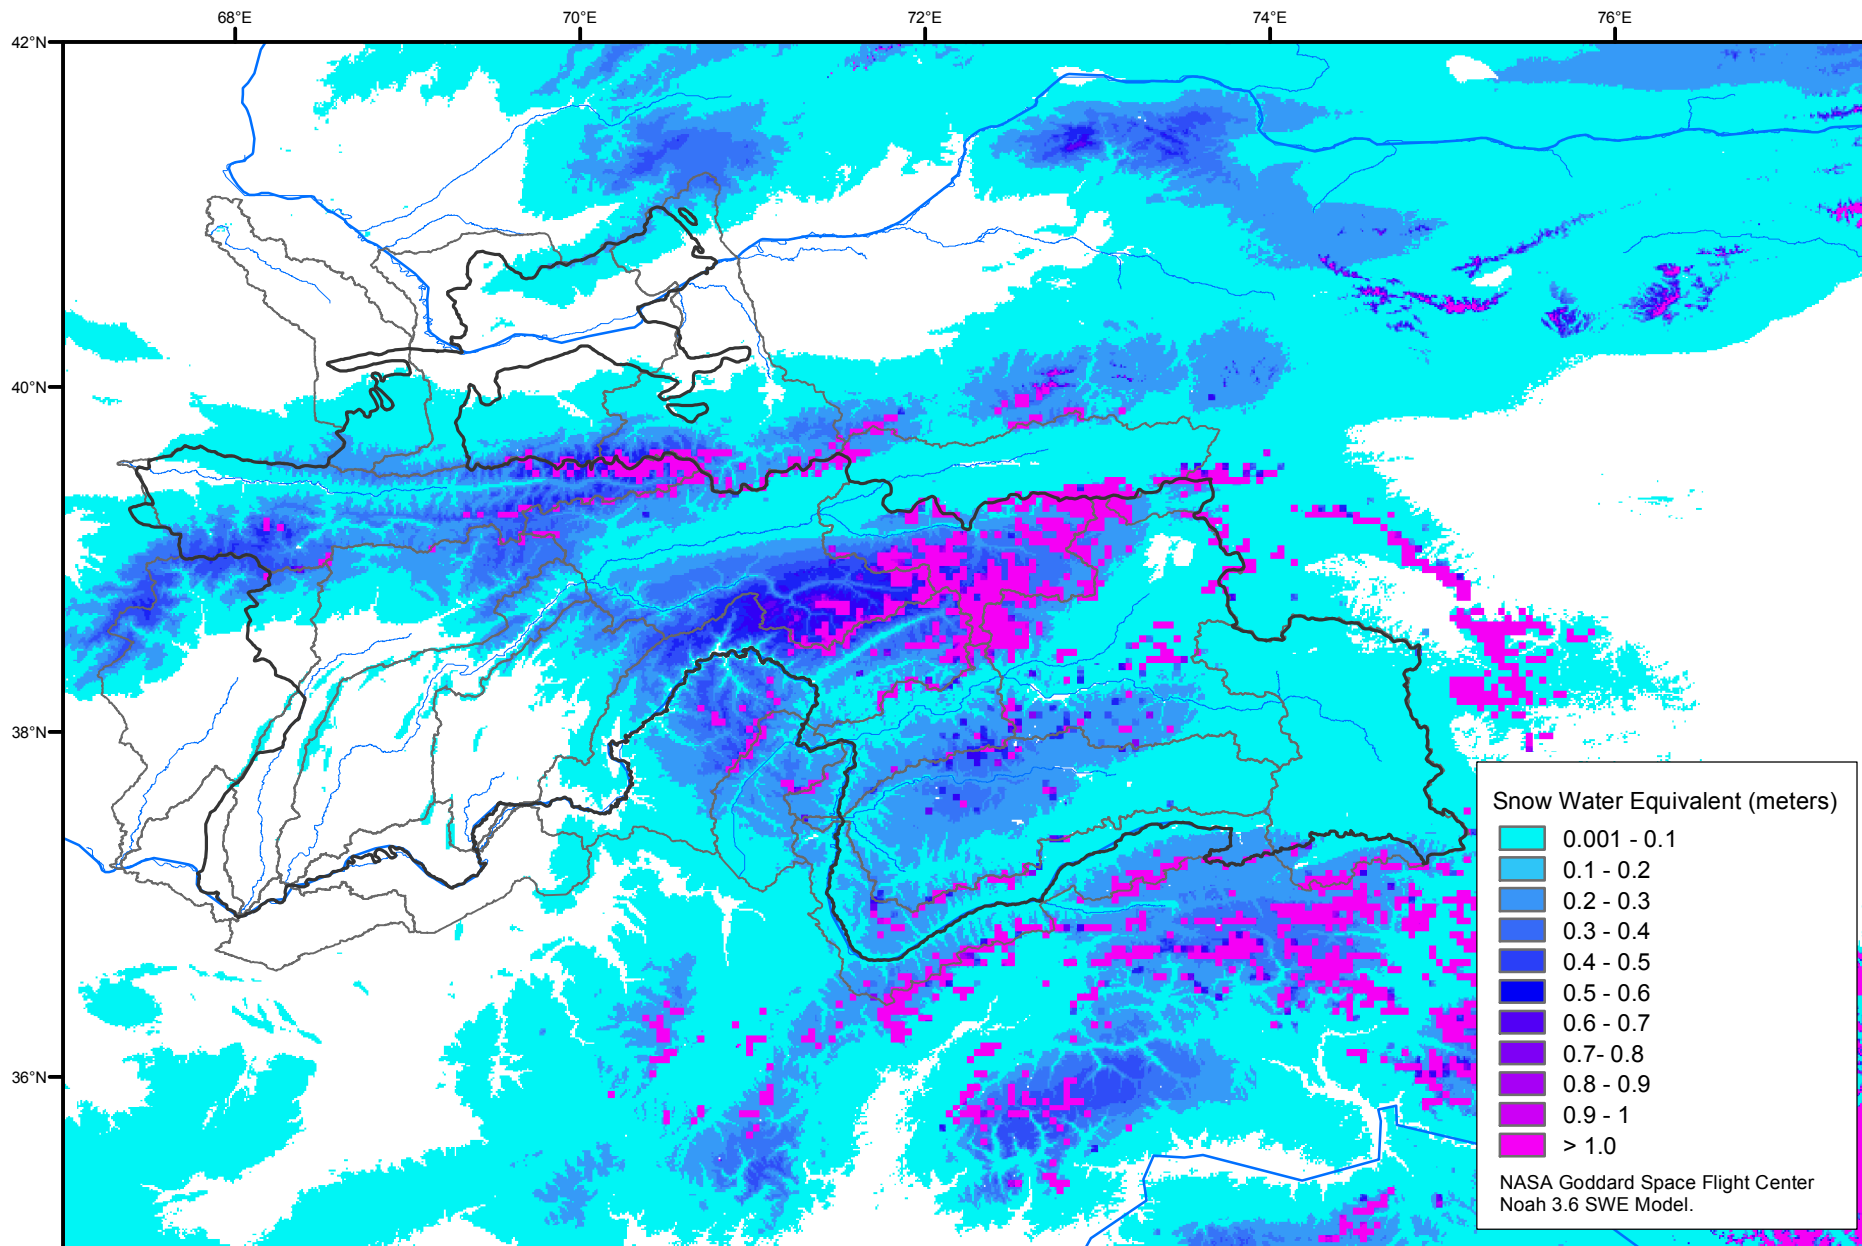 68°E 70°E 72°E 74°E 76°E
42°N
40°N
38°N
36°N
Snow Water Equivalent (meters)
0.001 - 0.1
0.1 - 0.2
0.2 - 0.3
0.3 - 0.4
0.4 - 0.5
0.5 - 0.6
0.6 - 0.7
0.7- 0.8
0.8 - 0.9
0.9 - 1
> 1.0
NASA Goddard Space Flight Center
Noah 3.6 SWE Model.